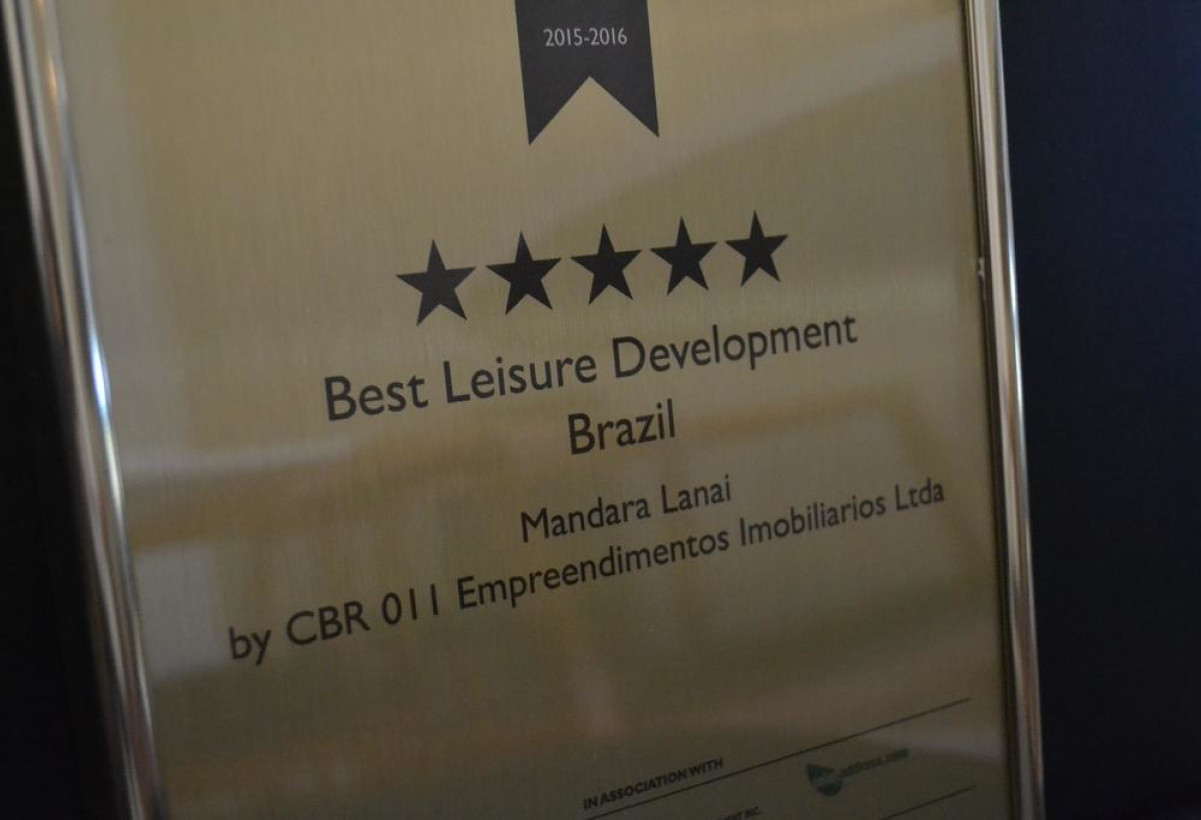 2015-2016
Best Leisure Development
Brazil
Mandara Lanai
by CBR 011 Empreendimentos Imobiliarios Ltda
IN ASSOCIATION WITH